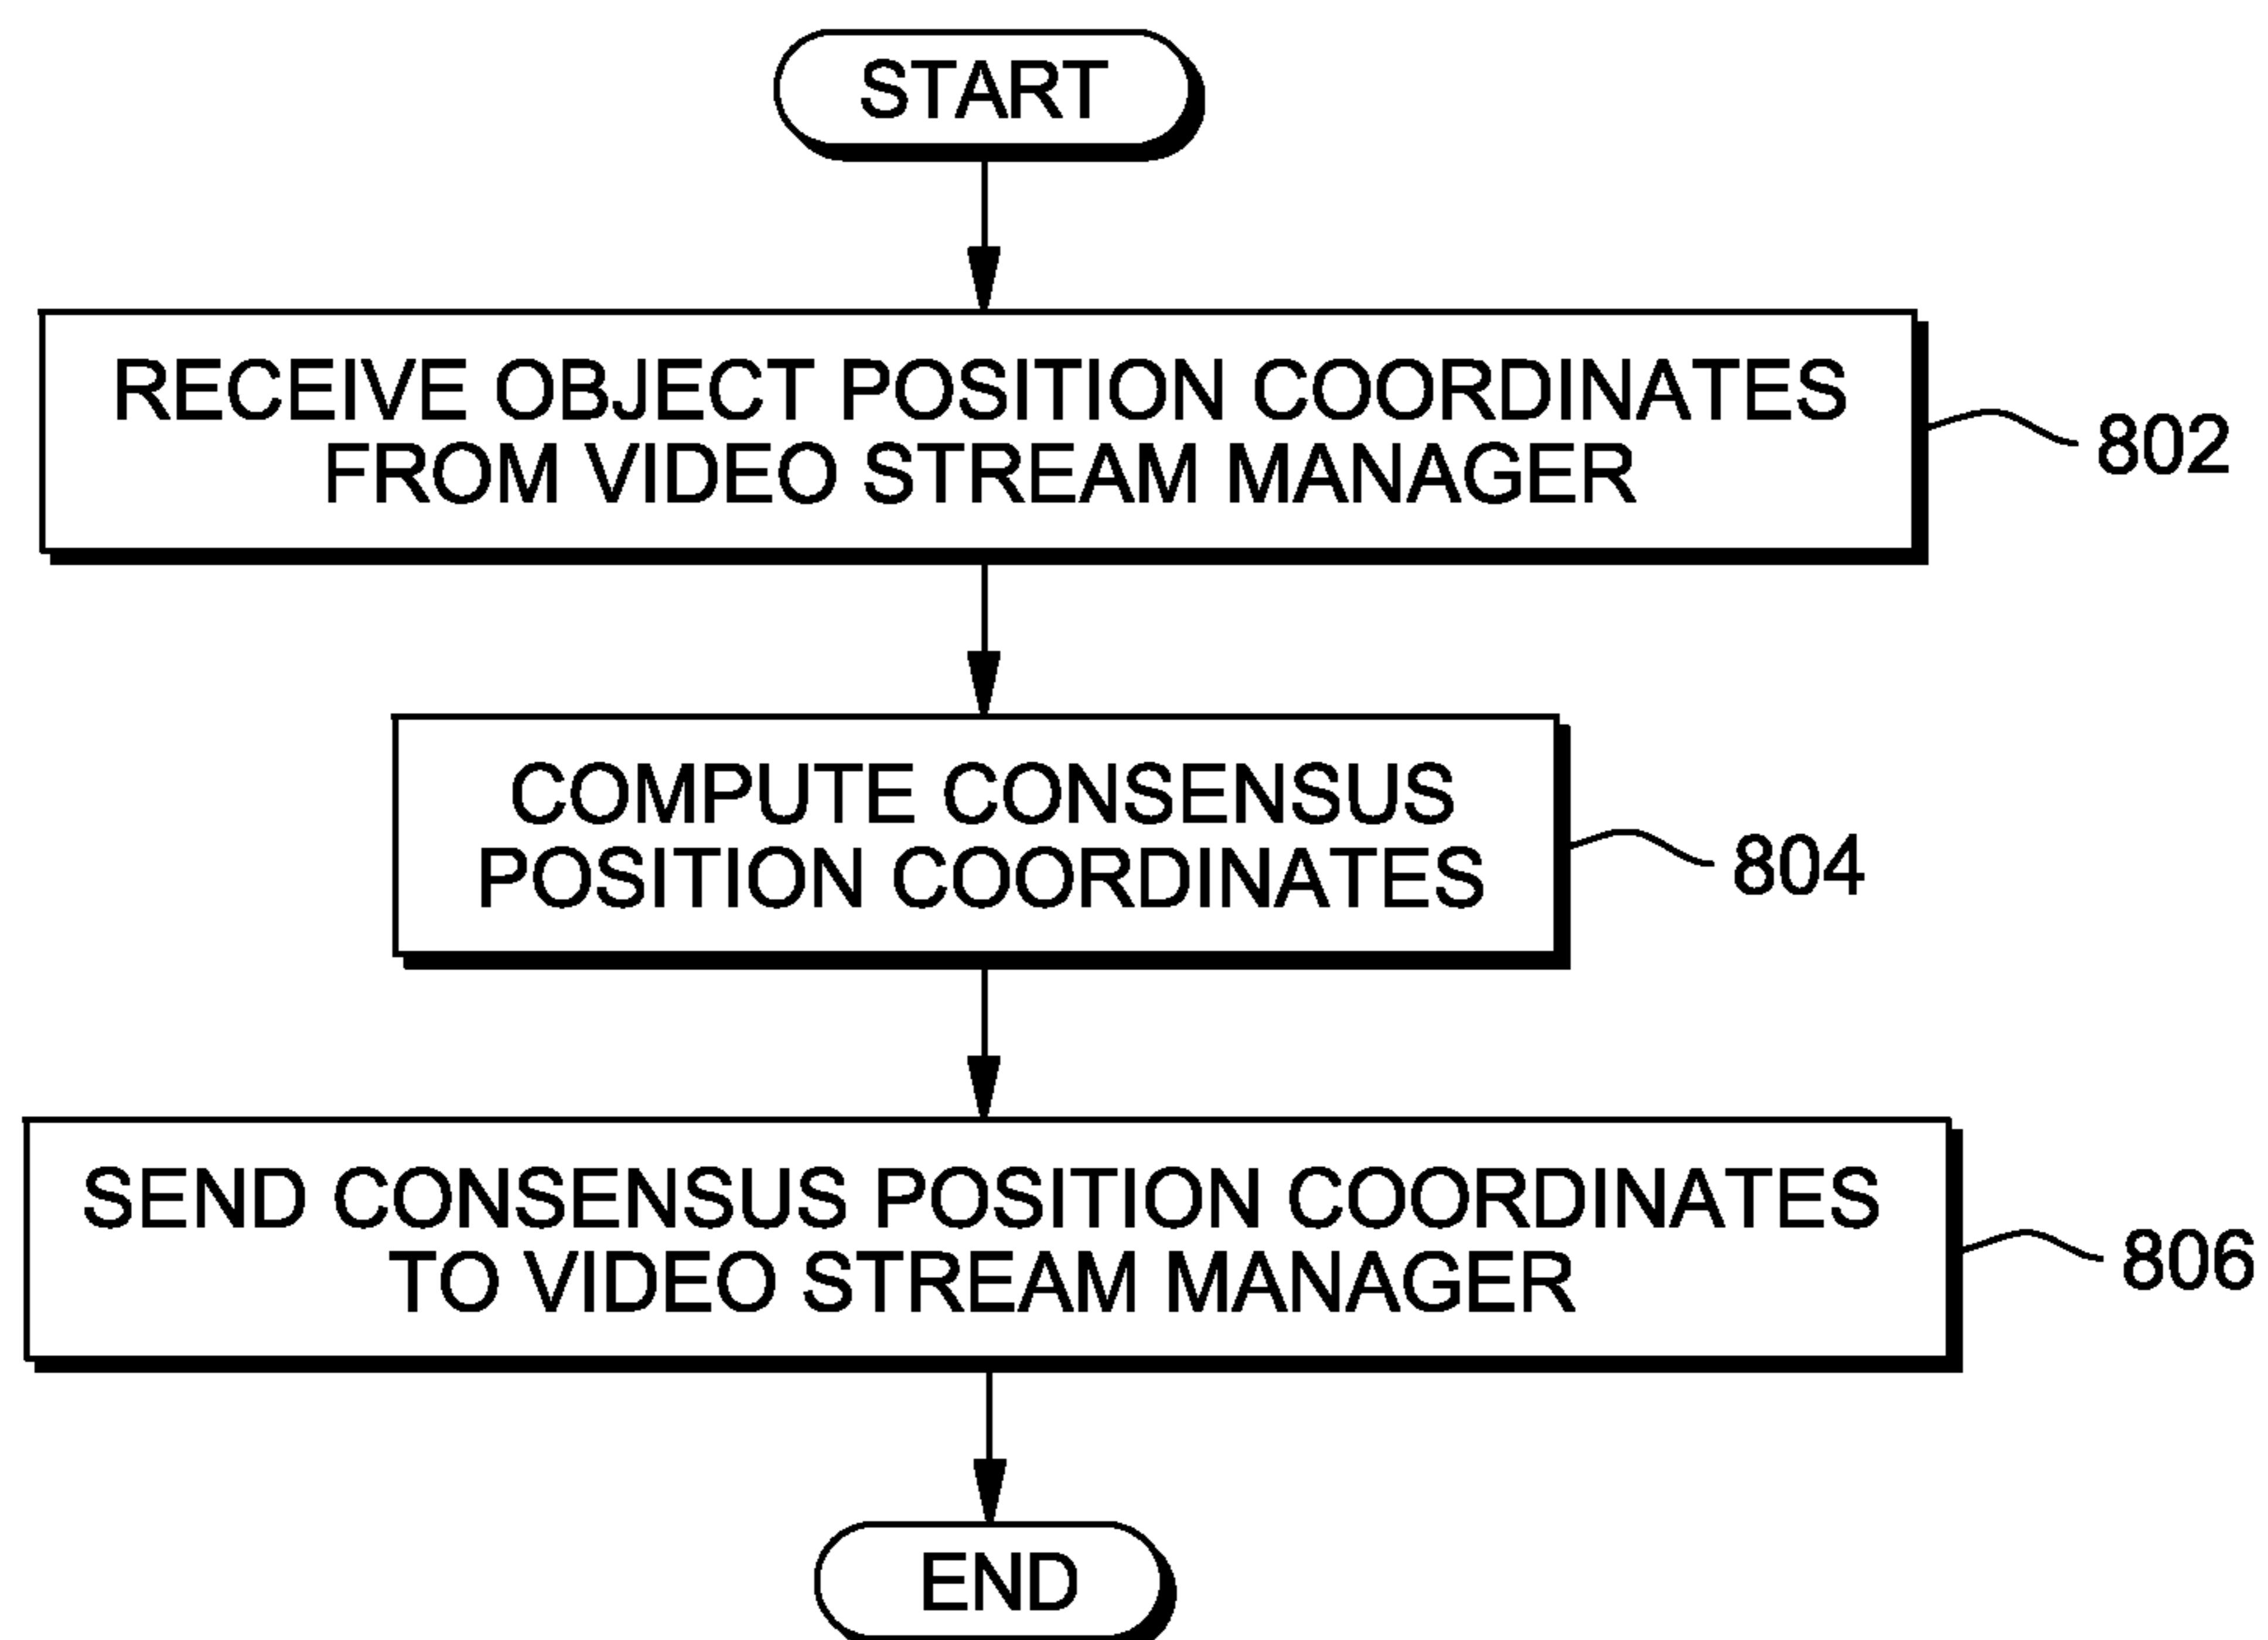 START
RECEIVE OBJECT POSITION COORDINATES
FROM VIDEO STREAM MANAGER
802
COMPUTE CONSENSUS
POSITION COORDINATES
804
SEND CONSENSUS POSITION COORDINATES
TO VIDEO STREAM MANAGER
806
END